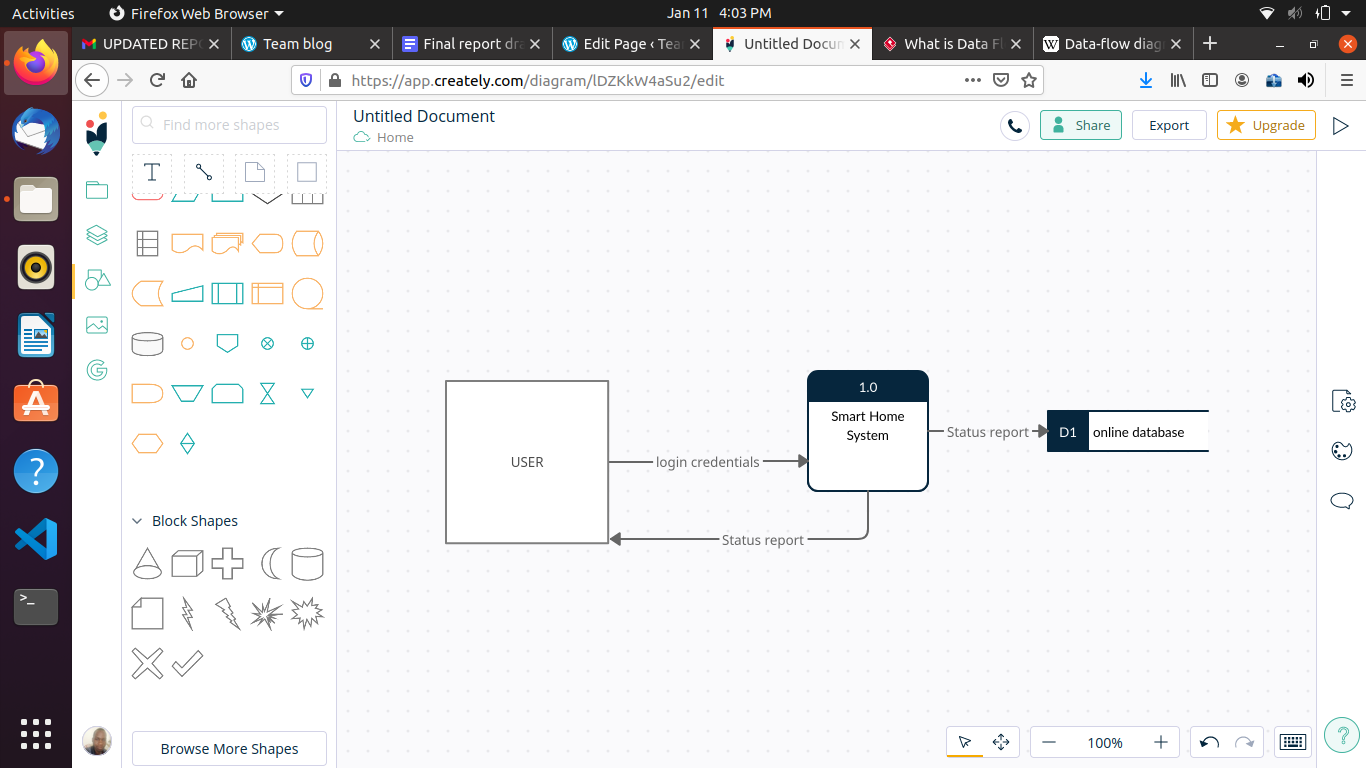 Activities
Firefox Web Browser
Jan 11 4:03 PM
UPDATED REP
Team blog
Final report dra
Edit Page ‹ Tea
Untitled Docum
What is Data Fl
Data-flow diag
https://app.creately.com/diagram/lDZKkW4aSu2/edit
Find more shapes
Untitled Document
Home
Share
Export
Upgrade
T
1.0
Smart Home
System
USER
login credentials
Status report
D1
online database
Status report
Block Shapes
Browse More Shapes
100%
?